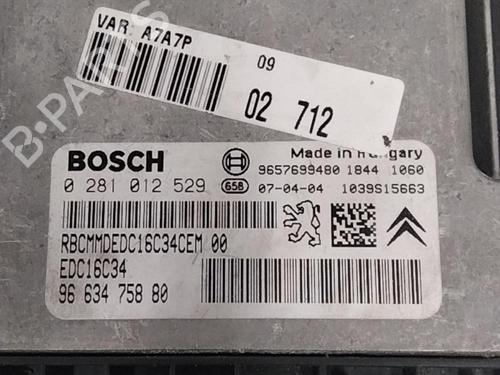 VAR. A7A7P
09
02 712
B-PARTS
BOSCH
Made in Hungary
9657699480 1844 1060
0 281 012 529 658 07-04-04 1039S15663
RBCMMDEDC16C34CEM 00
EDC16C34
96 634 758 80